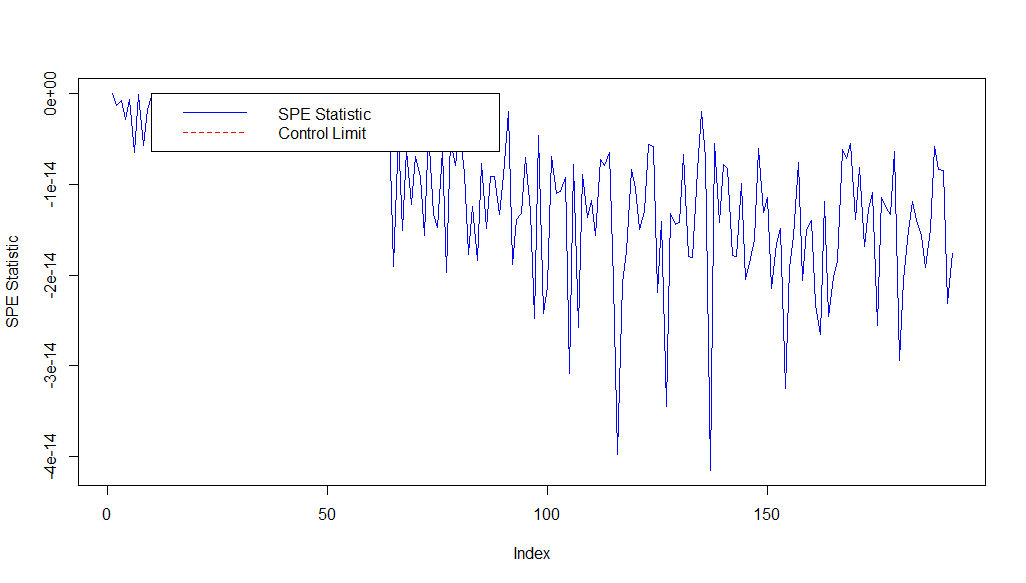 SPE Statistic
Control Limit
0e+00
-1e-14
-2e-14
-3e-14
-4e-14
SPE Statistic
0
50
100
150
Index